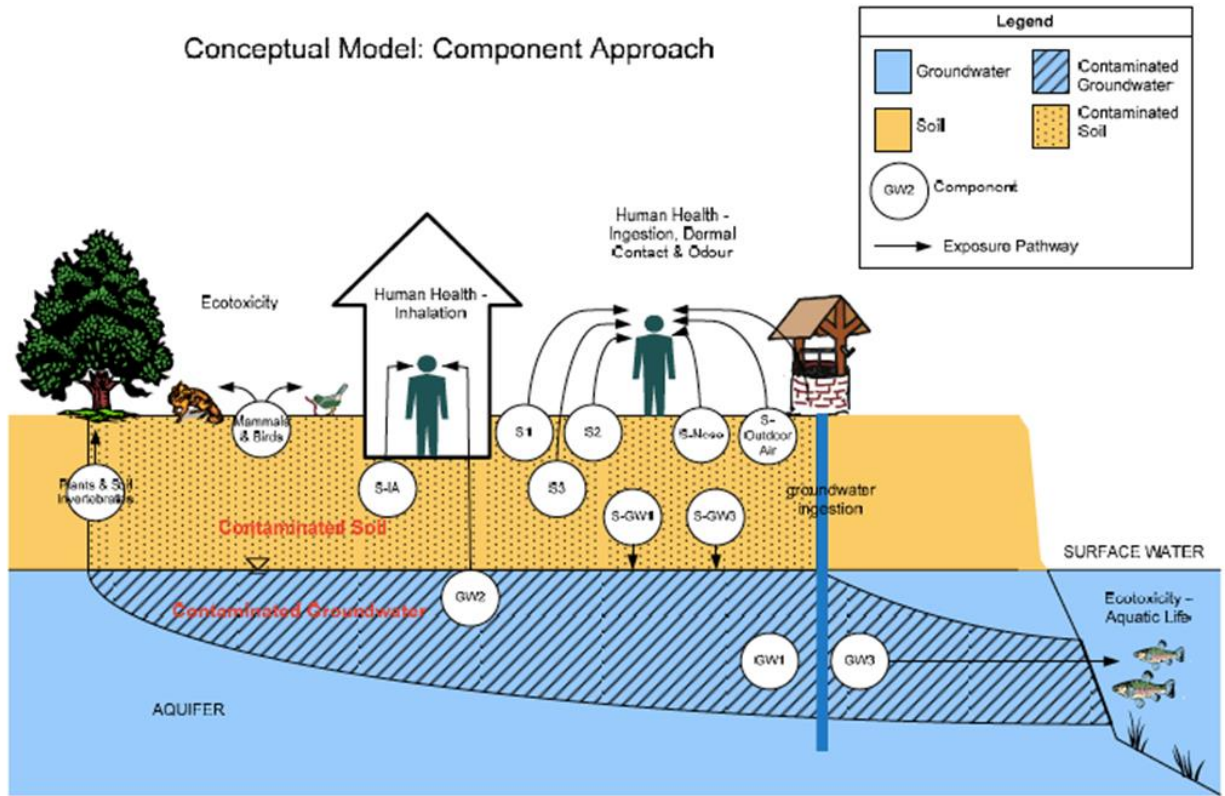 Conceptual Model: Component Approach
Legend
Groundwater
Contaminated
Groundwater
Soil
Contaminated
Soil
GW2
Component
Exposure Pathway
Human Health -
Ingestion, Dermal
Contact & Odour
Ecotoxicity
Human Health -
Inhalation
Mammals
& Birds
S1
S2
S-Nose
S-
Outdoor
Air
Plants & Soil
Invertebrates
S-IA
S3
groundwater
ingestion
S-GW1
S-GW3
Contaminated Soil
SURFACE WATER
Contaminated Groundwater
GW2
Ecotoxicity –
Aquatic Life
GW1
GW3
AQUIFER